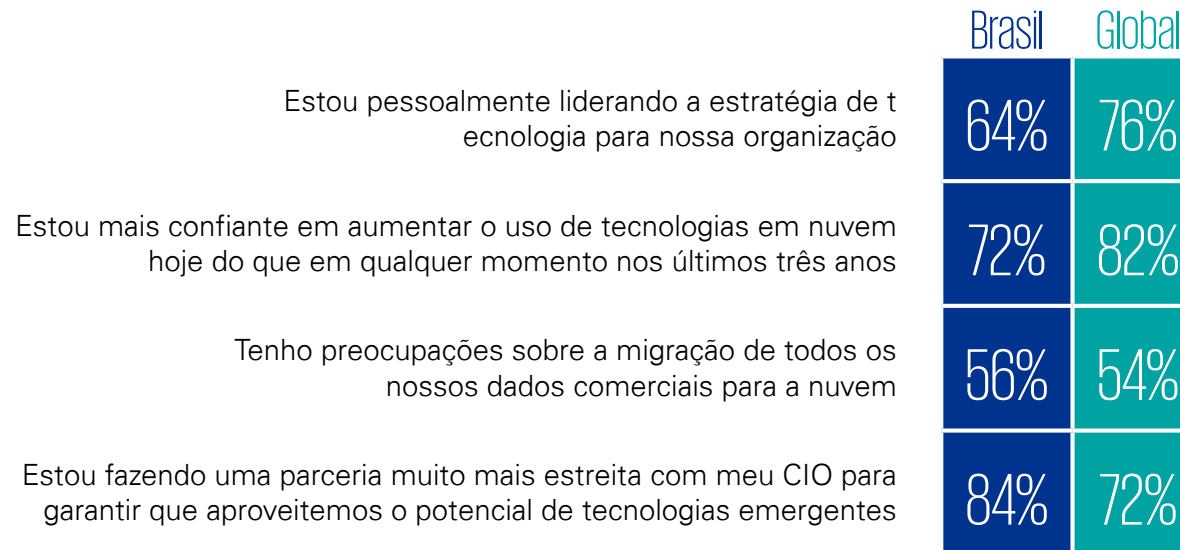 Brasil Global
Estou pessoalmente liderando a estratégia de t
ecnologia para nossa organização
64% 76%
Estou mais confiante em aumentar o uso de tecnologias em nuvem
hoje do que em qualquer momento nos últimos três anos
72% 82%
Tenho preocupações sobre a migração de todos os
nossos dados comerciais para a nuvem
56% 54%
Estou fazendo uma parceria muito mais estreita com meu CIO para
garantir que aproveitemos o potencial de tecnologias emergentes
84% 72%